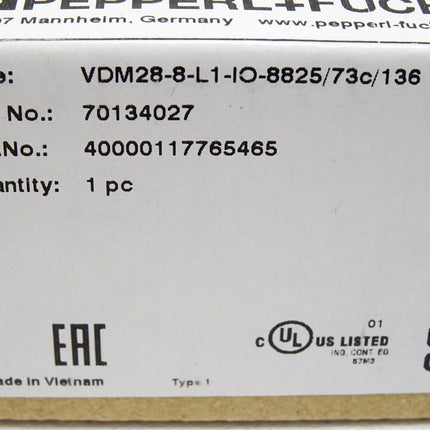 PEPPERL+FUCH
07 Mannheim, Germany www.pepperl-fuc
e: VDM28-8-L1-IO-8825/73c/136
No.: 70134027
.No.: 40000117765465
antity: 1 pc
EAC
c UL US LISTED
01
IND. CONT. EQ
57M3
ade in Vietnam
Type 1